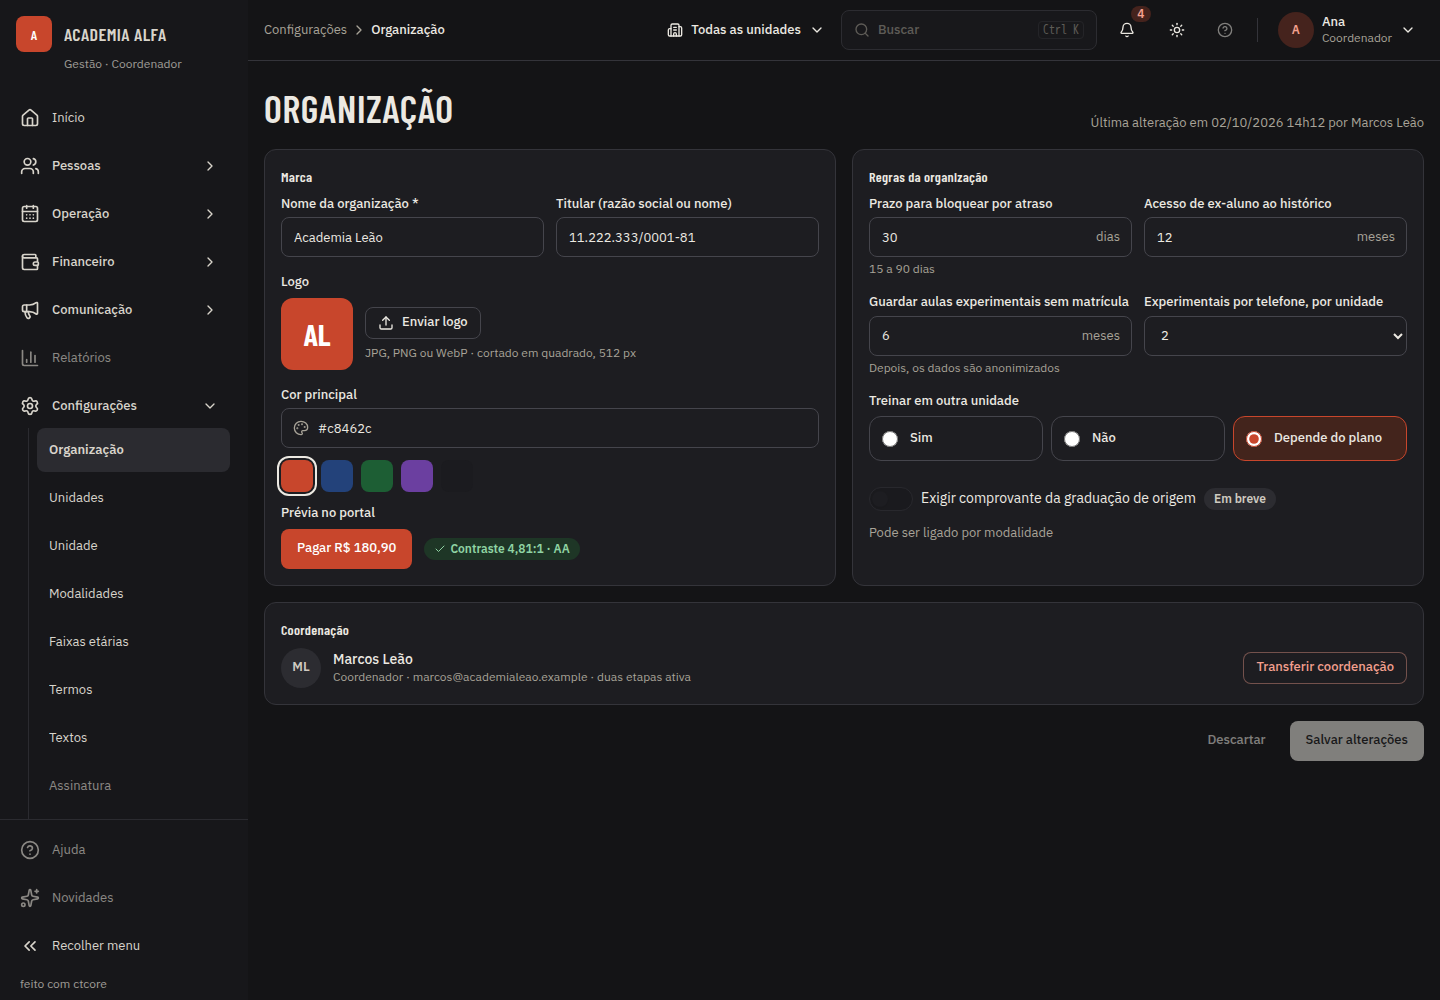 A
ACADEMIA ALFA
Gestão · Coordenador
Início
Pessoas
Operação
Financeiro
Comunicação
Relatórios
Configurações
Organização
Unidades
Unidade
Modalidades
Faixas etárias
Termos
Textos
Assinatura
Ajuda
Novidades
Recolher menu
feito com ctcore
Configurações > Organização
Todas as unidades
Buscar
Ctrl K
4
A
Ana
Coordenador
ORGANIZAÇÃO
Última alteração em 02/10/2026 14h12 por Marcos Leão
Marca
Nome da organização *
Academia Leão
Titular (razão social ou nome)
11.222.333/0001-81
Logo
AL
Enviar logo
JPG, PNG ou WebP · cortado em quadrado, 512 px
Cor principal
#c8462c
Prévia no portal
Pagar R$ 180,90
Contraste 4,81:1 · AA
Regras da organização
Prazo para bloquear por atraso
30 dias
15 a 90 dias
Acesso de ex-aluno ao histórico
12 meses
Guardar aulas experimentais sem matrícula
6 meses
Depois, os dados são anonimizados
Experimentais por telefone, por unidade
2
Treinar em outra unidade
Sim
Não
Depende do plano
Exigir comprovante da graduação de origem
Em breve
Pode ser ligado por modalidade
Coordenação
ML
Marcos Leão
Coordenador · marcos@academialeao.example · duas etapas ativa
Transferir coordenação
Descartar
Salvar alterações